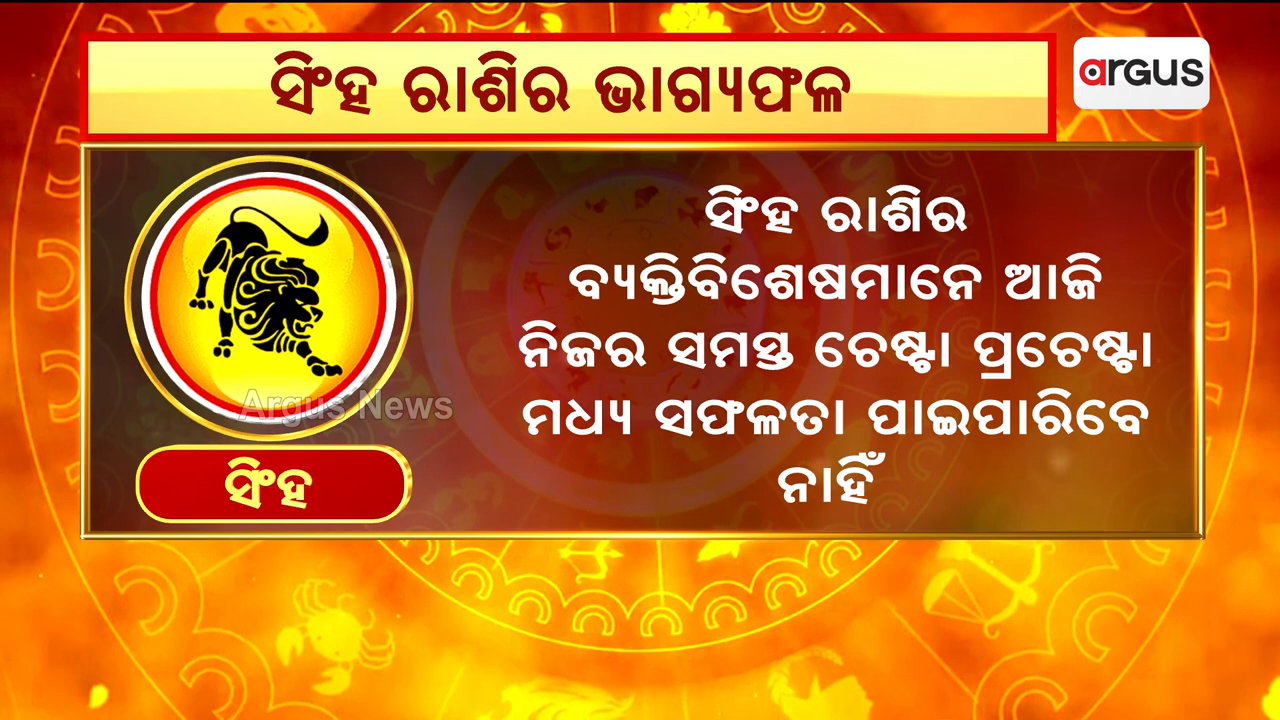 ସିଂହ ରାଶିର ଭାଗ୍ୟଫଳ
argus
ସିଂହ ରାଶିର
ବ୍ୟକ୍ତିବିଶେଷମାନେ ଆଜି
ନିଜର ସମସ୍ତ ଚେଷ୍ଟା ପ୍ରଚେଷ୍ଟା
ମଧ୍ୟ ସଫଳତା ପାଇପାରିବେ
ନାହିଁ
Argus News
ସିଂହ